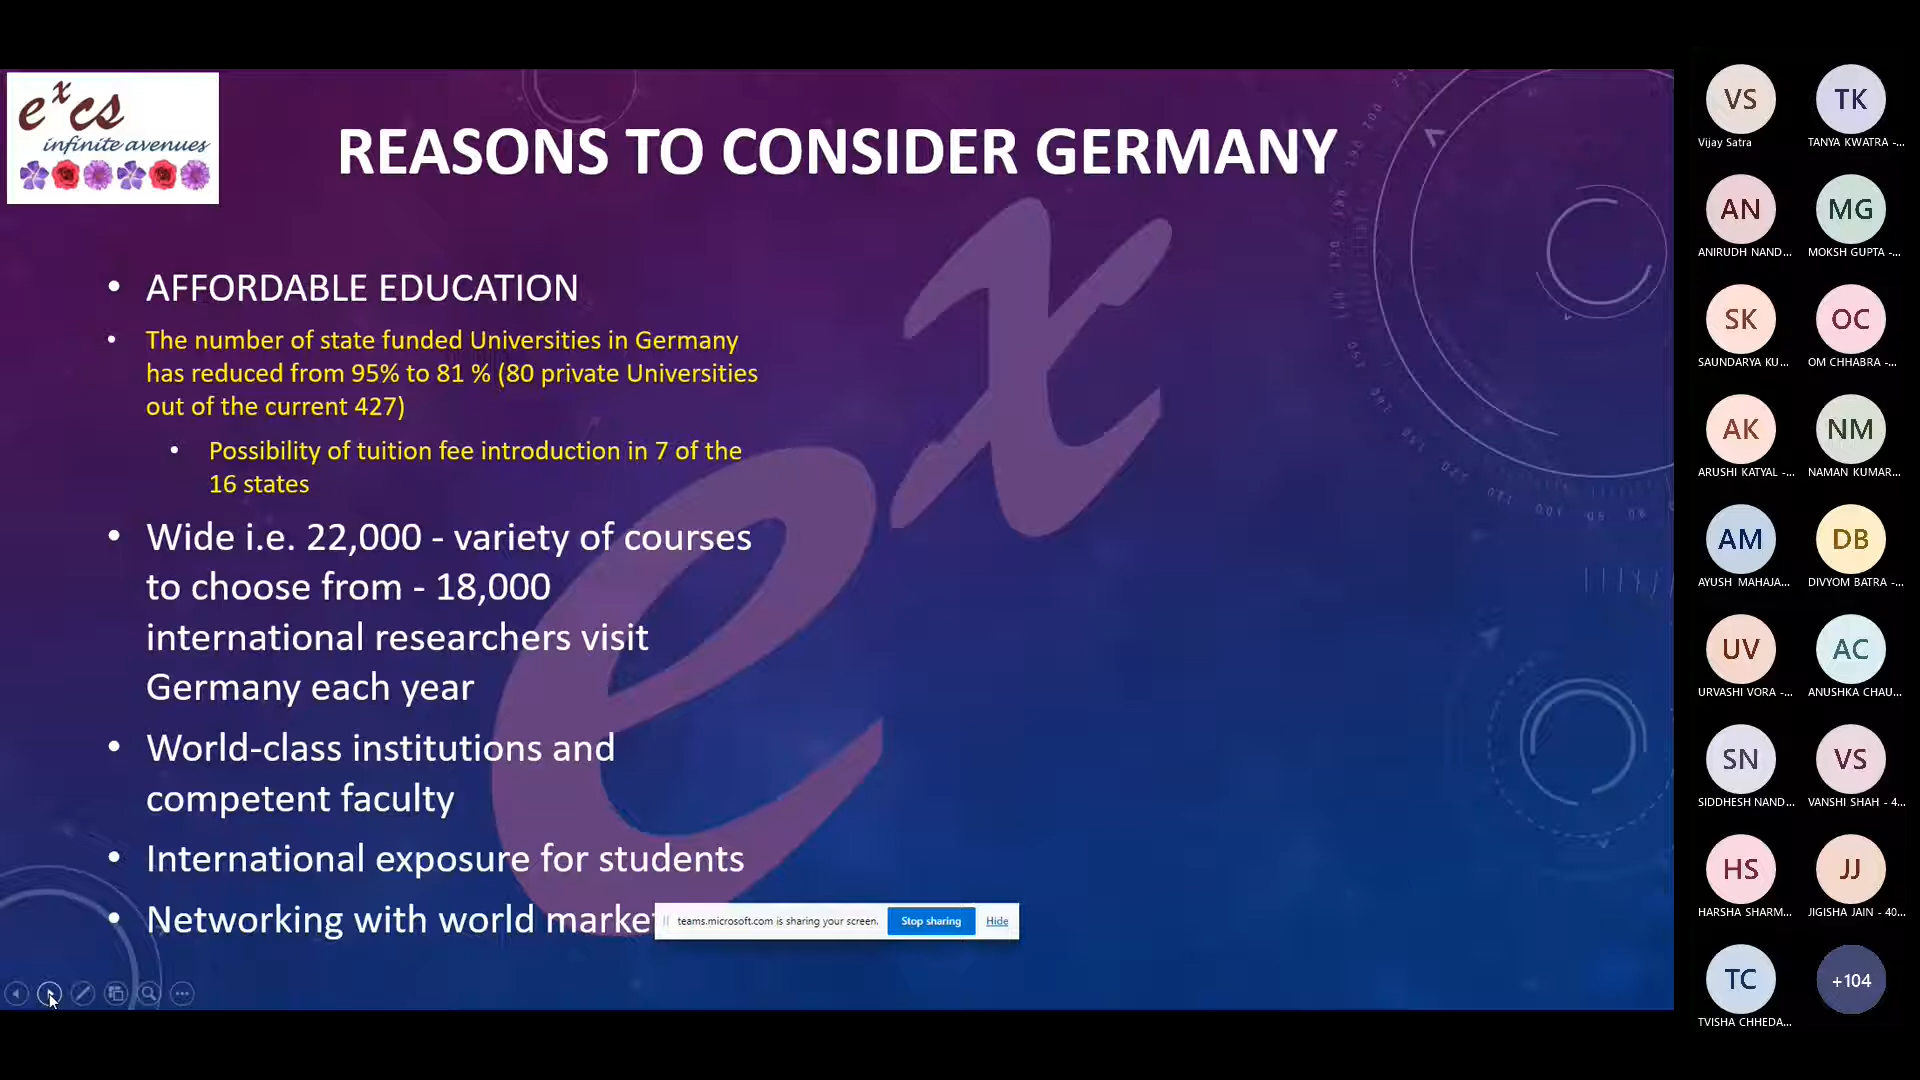 excs
infinite avenues
REASONS TO CONSIDER GERMANY
• AFFORDABLE EDUCATION
• The number of state funded Universities in Germany
has reduced from 95% to 81 % (80 private Universities
out of the current 427)
• Possibility of tuition fee introduction in 7 of the
16 states
• Wide i.e. 22,000 - variety of courses
to choose from - 18,000
international researchers visit
Germany each year
• World-class institutions and
competent faculty
• International exposure for students
• Networking with world marke
teams.microsoft.com is sharing your screen. Stop sharing Hide
ex
VS TK
Vijay Satra TANYA KWATRA -...
AN MG
ANIRUDH NAND... MOKSH GUPTA -...
SK OC
SAUNDARYA KU... OM CHHABRA -...
AK NM
ARUSHI KATYAL -... NAMAN KUMAR...
AM DB
AYUSH MAHAJA... DIVYOM BATRA -...
UV AC
URVASHI VORA -... ANUSHKA CHAU...
SN VS
SIDDHESH NAND... VANSHI SHAH - 4...
HS JJ
HARSHA SHARM... JIGISHA JAIN - 40...
TC +104
TVISHA CHHEDA...